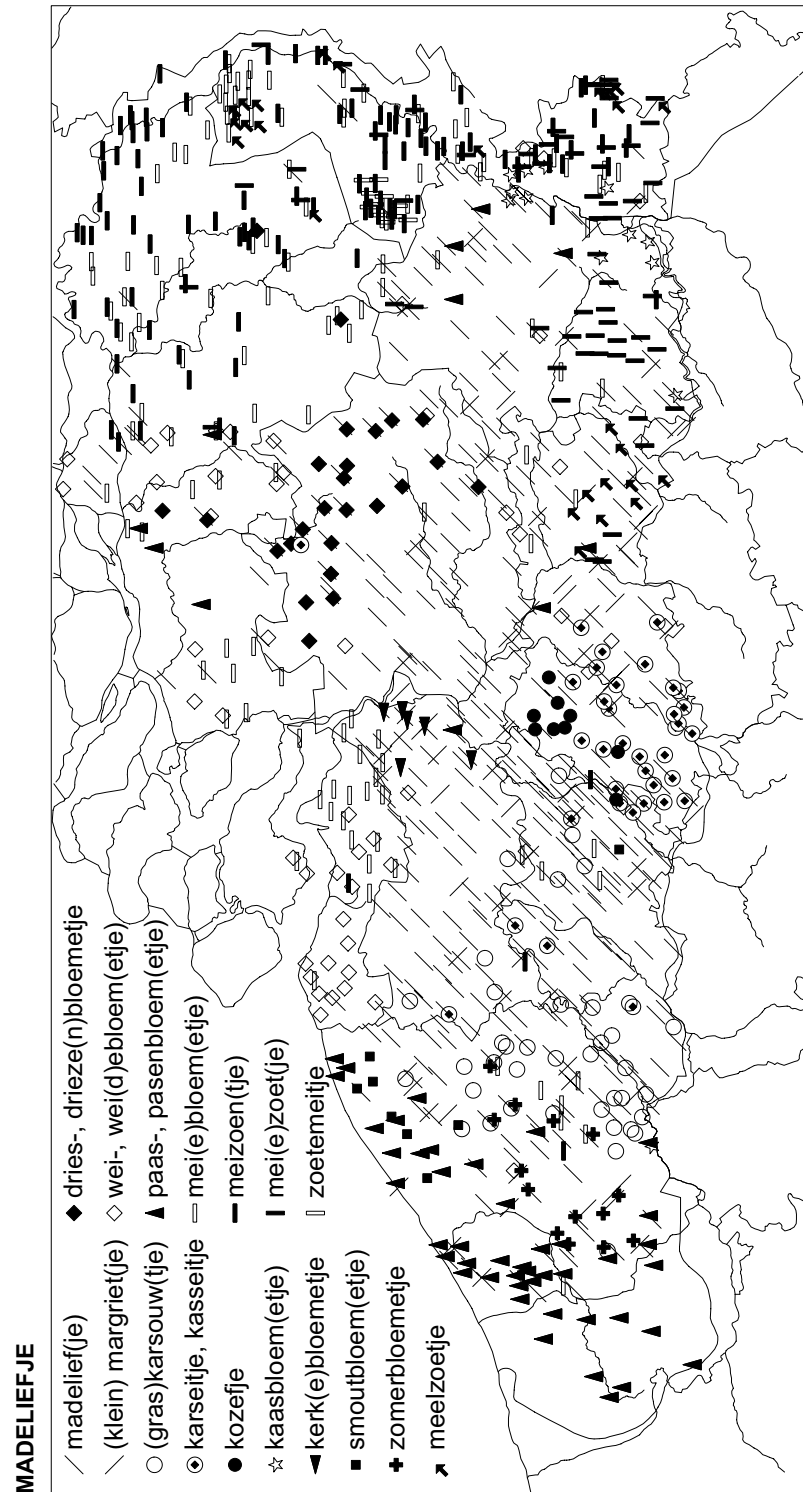 MADELIEFJE
madelief(je)
(klein) margriet(je)
(gras)karsouw(tje)
karseitje, kasseitje
kozefje
kaasbloem(etje)
kerk(e)bloemetje
smoutbloem(etje)
zomerbloemetje
meelzoetje
dries-, drieze(n)bloemetje
wei-, wei(d)ebloem(etje)
paas-, pasenbloem(etje)
mei(e)bloem(etje)
meizoen(tje)
mei(e)zoet(je)
zoetemeitje